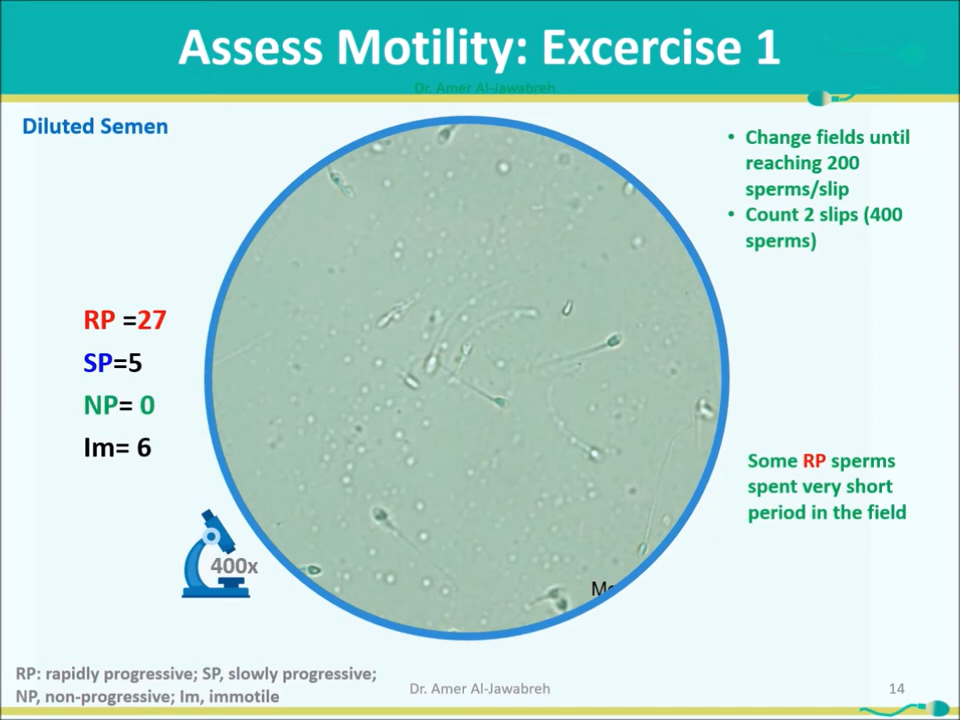 Assess Motility: Excercise 1
Dr. Amer Al-Jawabreh
Diluted Semen
• Change fields until
reaching 200
sperms/slip
• Count 2 slips (400
sperms)
RP =27
SP=5
NP= 0
Im= 6
Some RP sperms
spent very short
period in the field
400x
RP: rapidly progressive; SP, slowly progressive;
NP, non-progressive; Im, immotile
Dr. Amer Al-Jawabreh
14